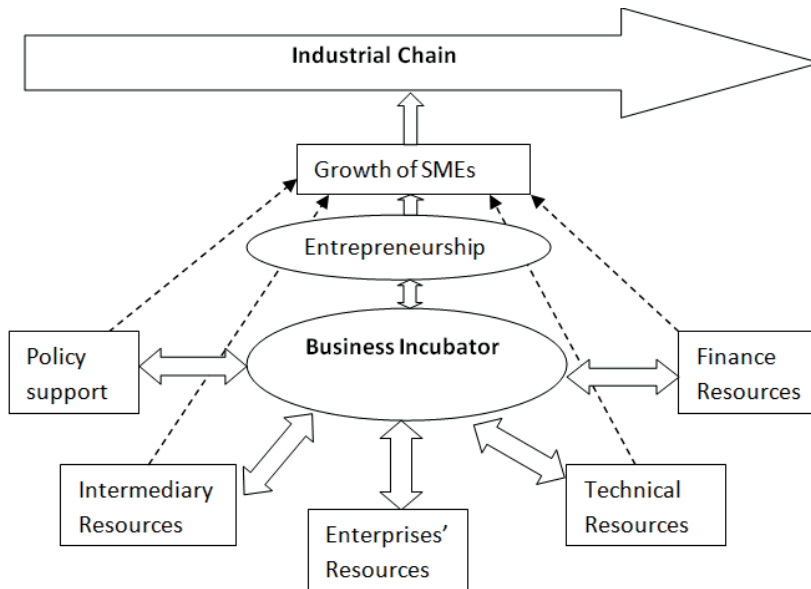 Industrial Chain
Growth of SMEs
Entrepreneurship
Business Incubator
Policy
support
Finance
Resources
Intermediary
Resources
Technical
Resources
Enterprises’
Resources